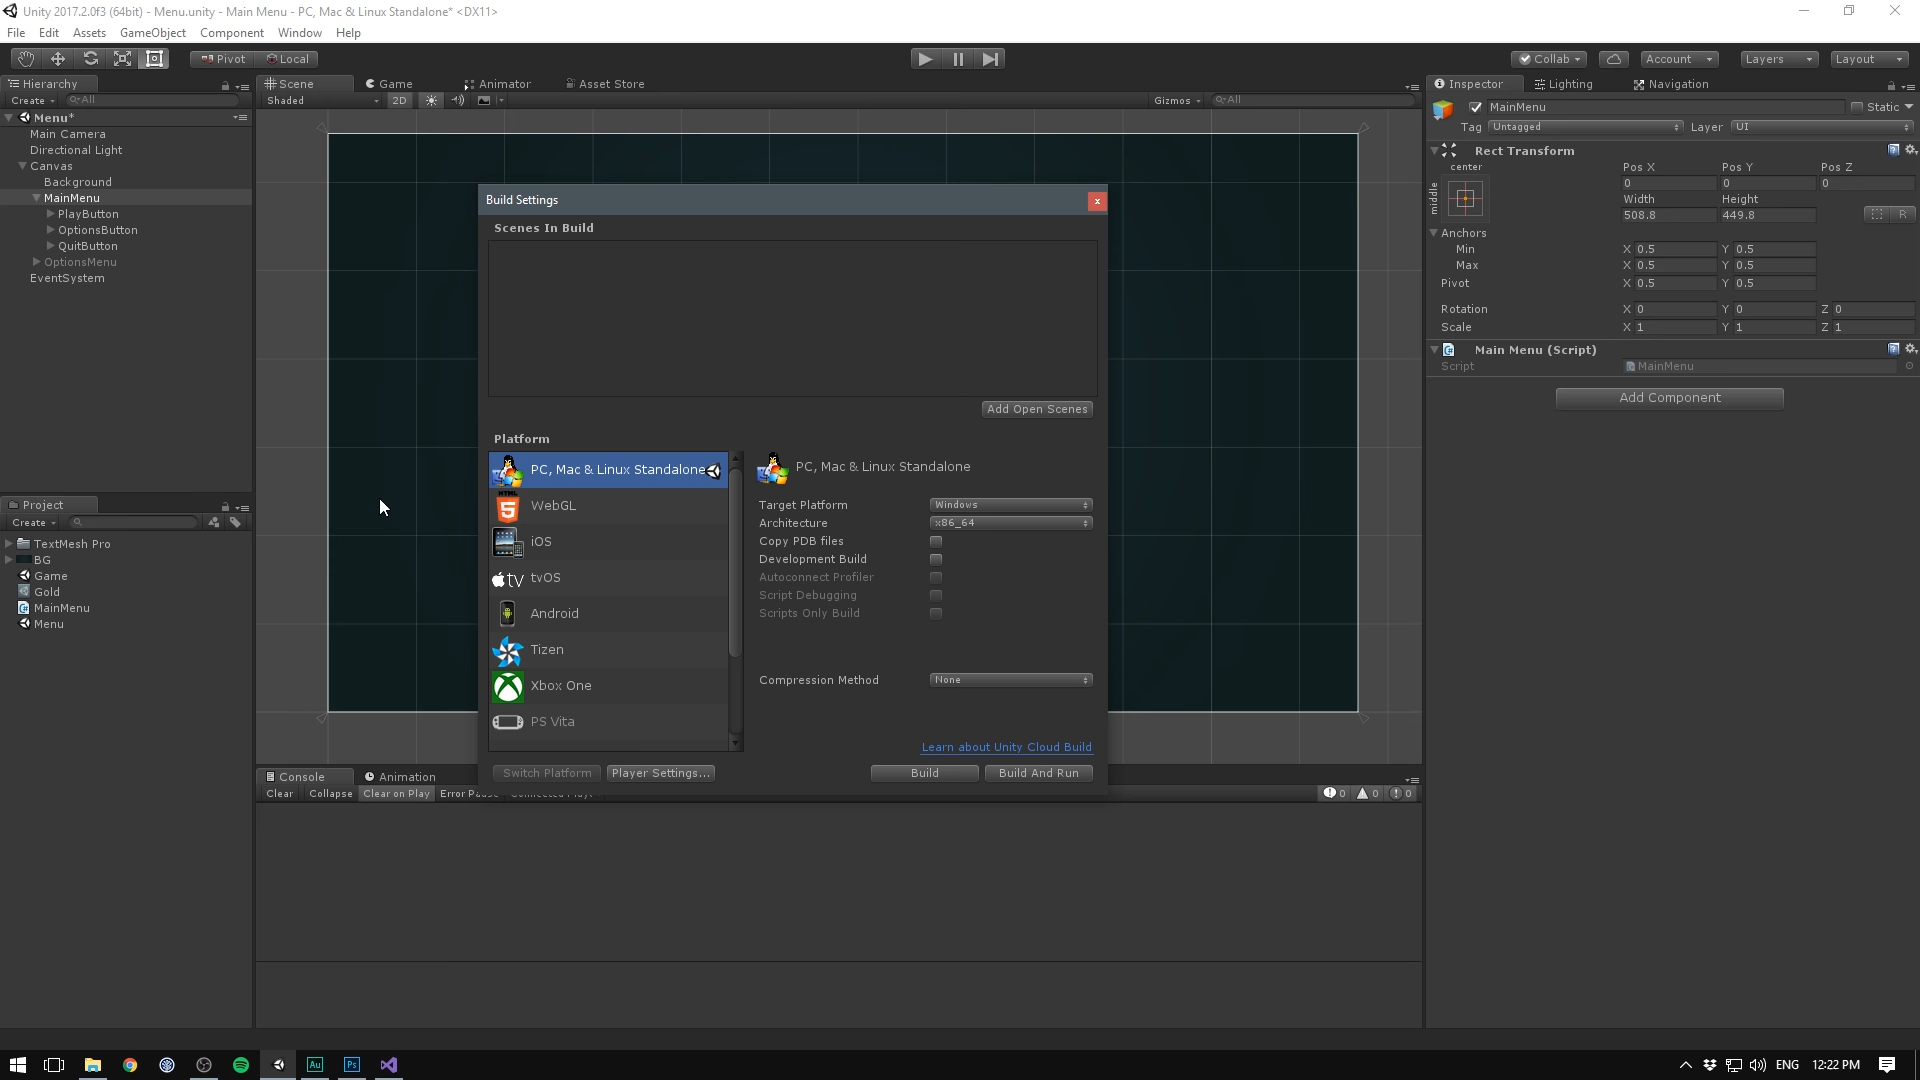 Unity 2017.2.0f3 (64bit) - Menu.unity - Main Menu - PC, Mac & Linux Standalone* <DX11>
File Edit Assets GameObject Component Window Help
Pivot Local Collab Account Layers Layout
Hierarchy
Create All
Menu*
Main Camera
Directional Light
Canvas
Background
MainMenu
PlayButton
OptionsButton
QuitButton
OptionsMenu
EventSystem
Project
Create
TextMesh Pro
BG
Game
Gold
MainMenu
Menu
Scene Game Animator Asset Store
Shaded 2D Gizmos All
Build Settings x
Scenes In Build
Add Open Scenes
Platform
PC, Mac & Linux Standalone
HTML 5 WebGL
iOS
tv tvOS
Android
Tizen
Xbox One
PS Vita
PC, Mac & Linux Standalone
Target Platform Windows
Architecture x86_64
Copy PDB files
Development Build
Autoconnect Profiler
Script Debugging
Scripts Only Build
Compression Method None
Learn about Unity Cloud Build
Switch Platform Player Settings... Build Build And Run
Console Animation
Clear Collapse Clear on Play Error Pause 0 0 0
Inspector Lighting Navigation
MainMenu Static
Tag Untagged Layer UI
Rect Transform
center Pos X Pos Y Pos Z
middle 0 0 0
Width Height
508.8 449.8 R
Anchors
Min X 0.5 Y 0.5
Max X 0.5 Y 0.5
Pivot X 0.5 Y 0.5
Rotation X 0 Y 0 Z 0
Scale X 1 Y 1 Z 1
Main Menu (Script)
Script MainMenu
Add Component
Au Ps ENG 12:22 PM